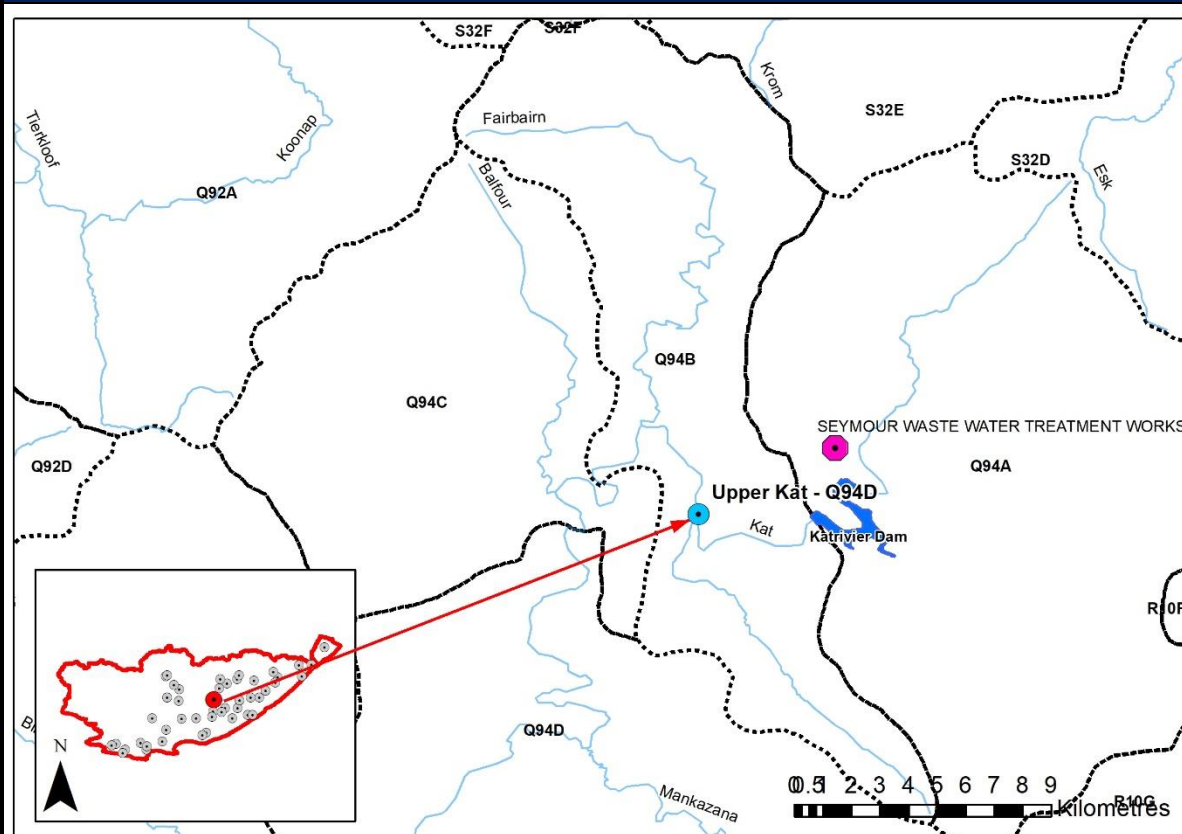 S32F
S32F
Krom
Tierkloof
Koonap
Fairbairn
S32E
S32D
Esk
Balfour
Q92A
Q94B
Q94C
SEYMOUR WASTE WATER TREATMENT WORKS
Q92D
Q94A
Upper Kat - Q94D
Kat
Katrivier Dam
N
Q94D
Mankazana
0 0.5 1 2 3 4 5 6 7 8 9
Kilometres
R10G